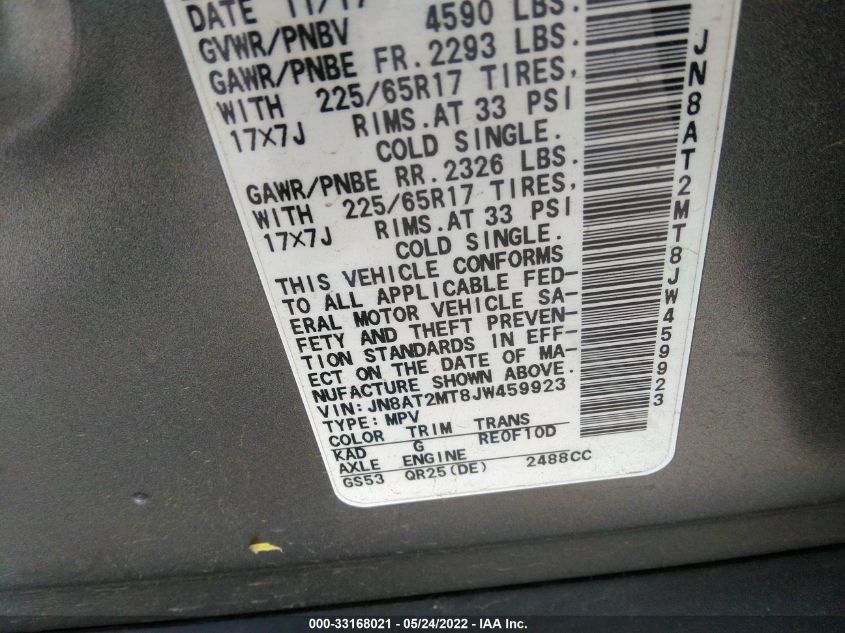 DATE 11/17
GVWR/PNBV 4590 LBS.
GAWR/PNBE FR. 2293 LBS.
WITH 225/65R17 TIRES,
17X7J RIMS. AT 33 PSI
COLD SINGLE.
GAWR/PNBE RR. 2326 LBS.
WITH 225/65R17 TIRES,
17X7J RIMS. AT 33 PSI
COLD SINGLE.
THIS VEHICLE CONFORMS
TO ALL APPLICABLE FED-
ERAL MOTOR VEHICLE SA-
FETY AND THEFT PREVEN-
TION STANDARDS IN EFF-
ECT ON THE DATE OF MA-
NUFACTURE SHOWN ABOVE.
VIN: JN8AT2MT8JW459923
TYPE: MPV
COLOR TRIM TRANS
KAD G RE0F10D
AXLE ENGINE
GS53 QR25(DE) 2488CC
JN8AT2MT8JW459923
000-33168021 - 05/24/2022 - IAA Inc.